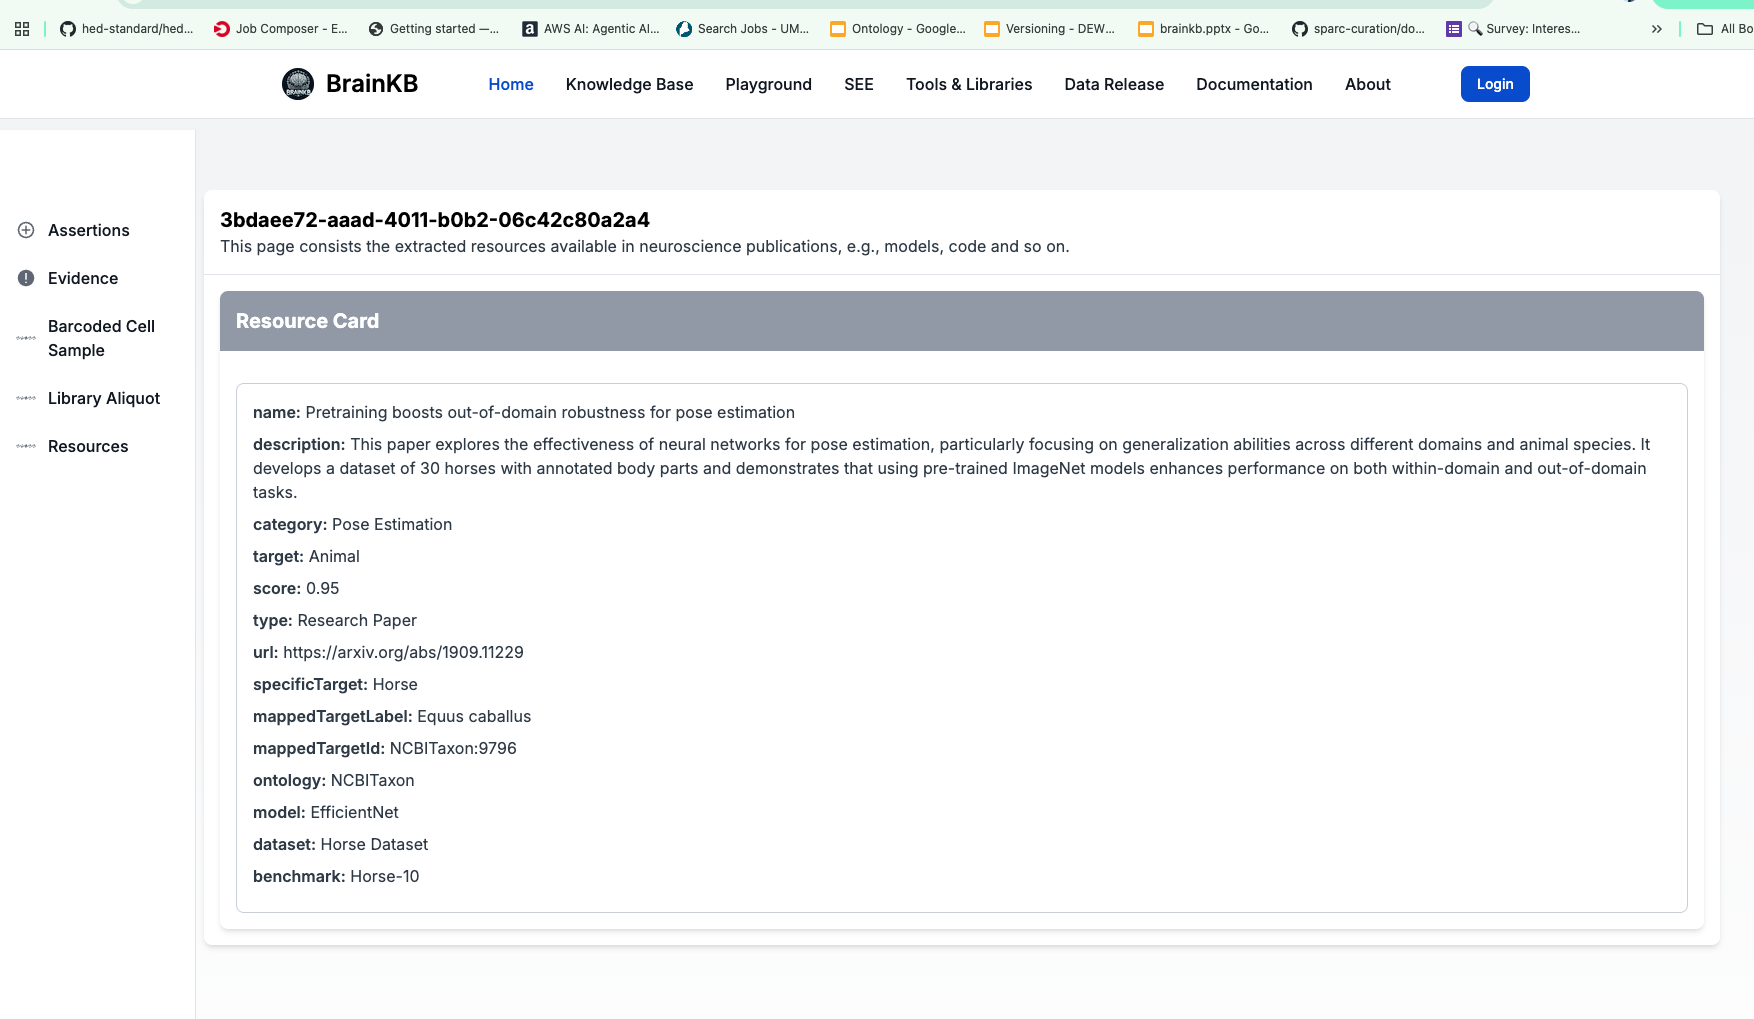 hed-standard/hed...
Job Composer - E...
Getting started —...
AWS AI: Agentic AI...
Search Jobs - UM...
Ontology - Google...
Versioning - DEW...
brainkb.pptx - Go...
sparc-curation/do...
🔍 Survey: Interes...
»
All Bo
BrainKB
Home
Knowledge Base
Playground
SEE
Tools & Libraries
Data Release
Documentation
About
Login
Assertions
Evidence
Barcoded Cell
Sample
Library Aliquot
Resources
3bdaee72-aaad-4011-b0b2-06c42c80a2a4
This page consists the extracted resources available in neuroscience publications, e.g., models, code and so on.
Resource Card
name: Pretraining boosts out-of-domain robustness for pose estimation
description: This paper explores the effectiveness of neural networks for pose estimation, particularly focusing on generalization abilities across different domains and animal species. It
develops a dataset of 30 horses with annotated body parts and demonstrates that using pre-trained ImageNet models enhances performance on both within-domain and out-of-domain
tasks.
category: Pose Estimation
target: Animal
score: 0.95
type: Research Paper
url: https://arxiv.org/abs/1909.11229
specificTarget: Horse
mappedTargetLabel: Equus caballus
mappedTargetId: NCBITaxon:9796
ontology: NCBITaxon
model: EfficientNet
dataset: Horse Dataset
benchmark: Horse-10